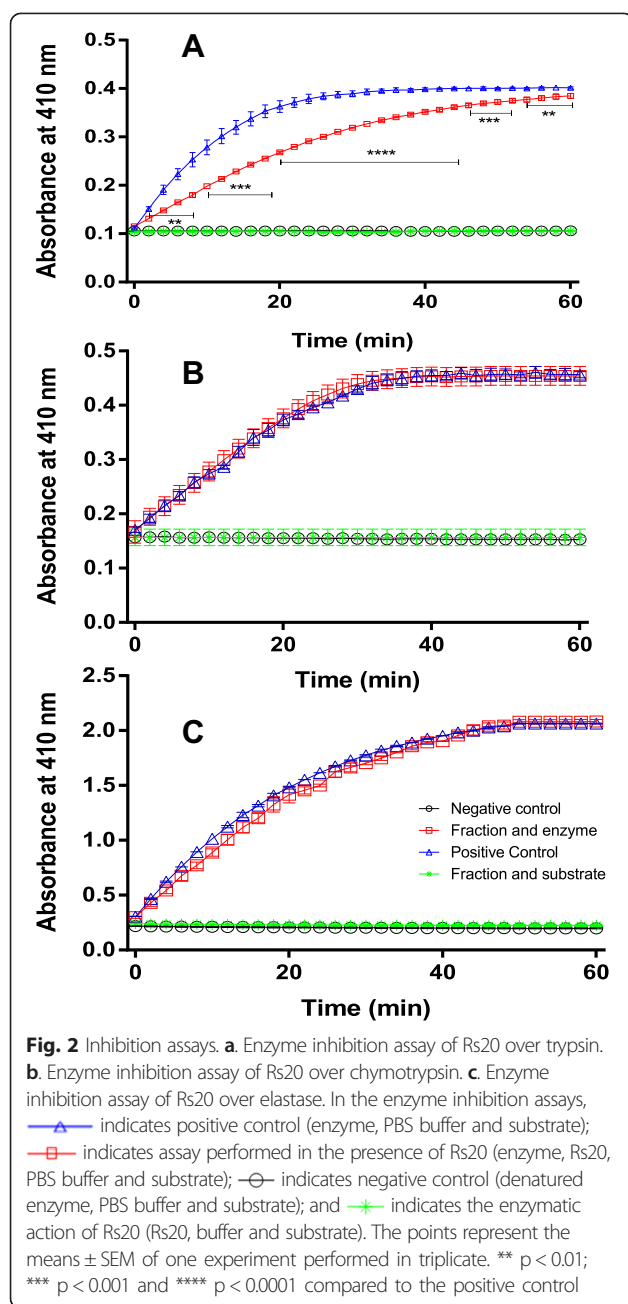 A
0.5
0.4
0.3
0.2
0.1
0.0
Absorbance at 410 nm
**
***
****
***
**
0 20 40 60
Time (min)
B
0.5
0.4
0.3
0.2
0.1
0.0
Absorbance at 410 nm
0 20 40 60
Time (min)
C
2.5
2.0
1.5
1.0
0.5
0.0
Absorbance at 410 nm
Negative control
Fraction and enzyme
Positive Control
Fraction and substrate
0 20 40 60
Time (min)
Fig. 2 Inhibition assays. a. Enzyme inhibition assay of Rs20 over trypsin.
b. Enzyme inhibition assay of Rs20 over chymotrypsin. c. Enzyme
inhibition assay of Rs20 over elastase. In the enzyme inhibition assays,
indicates positive control (enzyme, PBS buffer and substrate);
indicates assay performed in the presence of Rs20 (enzyme, Rs20,
PBS buffer and substrate); indicates negative control (denatured
enzyme, PBS buffer and substrate); and indicates the enzymatic
action of Rs20 (Rs20, buffer and substrate). The points represent the
means ± SEM of one experiment performed in triplicate. ** p < 0.01;
*** p < 0.001 and **** p < 0.0001 compared to the positive control